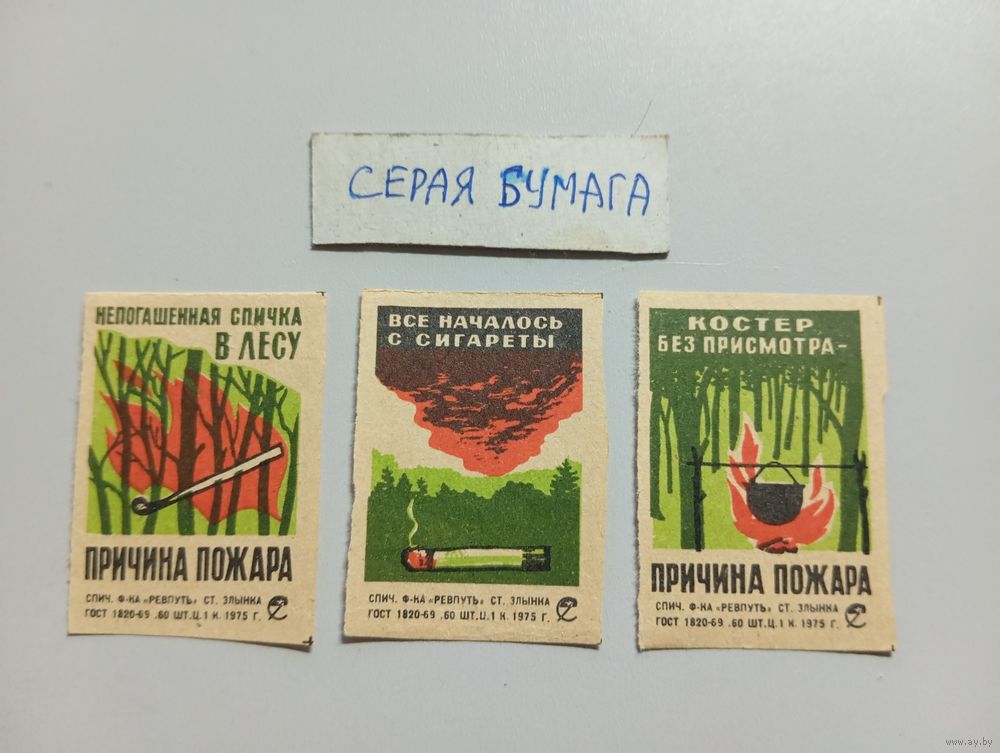 СЕРАЯ БУМАГА
НЕПОГАШЕННАЯ СПИЧКА
В ЛЕСУ
ПРИЧИНА ПОЖАРА
СПИЧ. Ф-КА «РЕВПУТЬ» СТ. ЗЛЫНКА
ГОСТ 1820-69 .60 ШТ.Ц.1 К. 1975 Г.
ВСЕ НАЧАЛОСЬ
С СИГАРЕТЫ
СПИЧ. Ф-КА «РЕВПУТЬ» СТ. ЗЛЫНКА
ГОСТ 1820-69 .60 ШТ.Ц.1 К. 1975 Г.
КОСТЕР
БЕЗ ПРИСМОТРА-
ПРИЧИНА ПОЖАРА
СПИЧ. Ф-КА «РЕВПУТЬ» СТ. ЗЛЫНКА
ГОСТ 1820-69 .60 ШТ.Ц.1 К. 1975 Г.
© www.ay.by